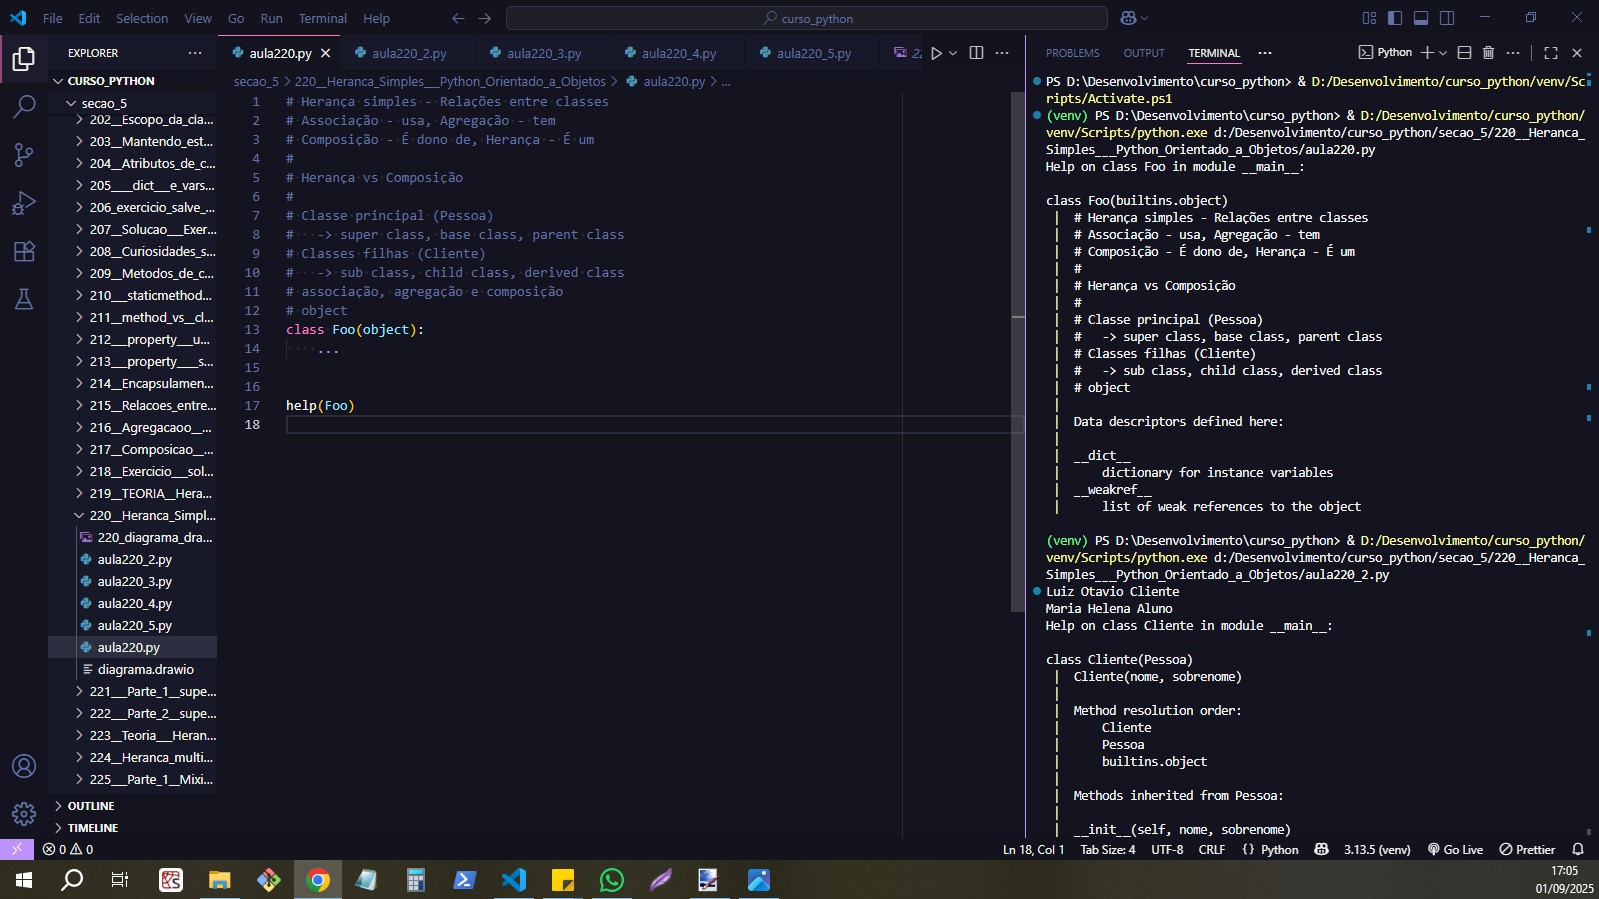 File Edit Selection View Go Run Terminal Help
curso_python
EXPLORER
CURSO_PYTHON
secao_5
202__Escopo_da_cla...
203__Mantendo_est...
204__Atributos_de_c...
205___dict__e_vars...
206_exercicio_salve_...
207__Solucao__Exer...
208__Curiosidades_s...
209__Metodos_de_c...
210__staticmethod...
211__method_vs_cl...
212__property__u...
213__property___s...
214__Encapsulamen...
215__Relacoes_entre...
216__Agregacaoo__...
217__Composicao__...
218__Exercicio__sol...
219__TEORIA__Hera...
220__Heranca_Simpl...
220_diagrama_dra...
aula220_2.py
aula220_3.py
aula220_4.py
aula220_5.py
aula220.py
diagrama.drawio
221__Parte_1__supe...
222__Parte_2__supe...
223__Teoria__Heran...
224__Heranca_multi...
225__Parte_1__Mixi...
OUTLINE
TIMELINE
aula220.py aula220_2.py aula220_3.py aula220_4.py aula220_5.py 22
secao_5 > 220__Heranca_Simples___Python_Orientado_a_Objetos > aula220.py > ...
1 # Herança simples - Relações entre classes
2 # Associação - usa, Agregação - tem
3 # Composição - É dono de, Herança - É um
4 #
5 # Herança vs Composição
6 #
7 # Classe principal (Pessoa)
8 #   -> super class, base class, parent class
9 # Classes filhas (Cliente)
10 #   -> sub class, child class, derived class
11 # associação, agregação e composição
12 # object
13 class Foo(object):
14     ...
15
16
17 help(Foo)
18
PROBLEMS OUTPUT TERMINAL ... Python
PS D:\Desenvolvimento\curso_python> & D:/Desenvolvimento/curso_python/venv/Sc
ripts/Activate.ps1
(venv) PS D:\Desenvolvimento\curso_python> & D:/Desenvolvimento/curso_python/
venv/Scripts/python.exe d:/Desenvolvimento/curso_python/secao_5/220__Heranca_
Simples___Python_Orientado_a_Objetos/aula220.py
Help on class Foo in module __main__:
class Foo(builtins.object)
|  # Herança simples - Relações entre classes
|  # Associação - usa, Agregação - tem
|  # Composição - É dono de, Herança - É um
|  #
|  # Herança vs Composição
|  #
|  # Classe principal (Pessoa)
|  #   -> super class, base class, parent class
|  # Classes filhas (Cliente)
|  #   -> sub class, child class, derived class
|  # object
|
|  Data descriptors defined here:
|
|  __dict__
|      dictionary for instance variables
|  __weakref__
|      list of weak references to the object
(venv) PS D:\Desenvolvimento\curso_python> & D:/Desenvolvimento/curso_python/
venv/Scripts/python.exe d:/Desenvolvimento/curso_python/secao_5/220__Heranca_
Simples___Python_Orientado_a_Objetos/aula220_2.py
Luiz Otavio Cliente
Maria Helena Aluno
Help on class Cliente in module __main__:
class Cliente(Pessoa)
|  Cliente(nome, sobrenome)
|
|  Method resolution order:
|      Cliente
|      Pessoa
|      builtins.object
|
|  Methods inherited from Pessoa:
|
|  __init__(self, nome, sobrenome)
0 0 Ln 18, Col 1 Tab Size: 4 UTF-8 CRLF {} Python 3.13.5 (venv) Go Live Prettier
17:05
01/09/2025